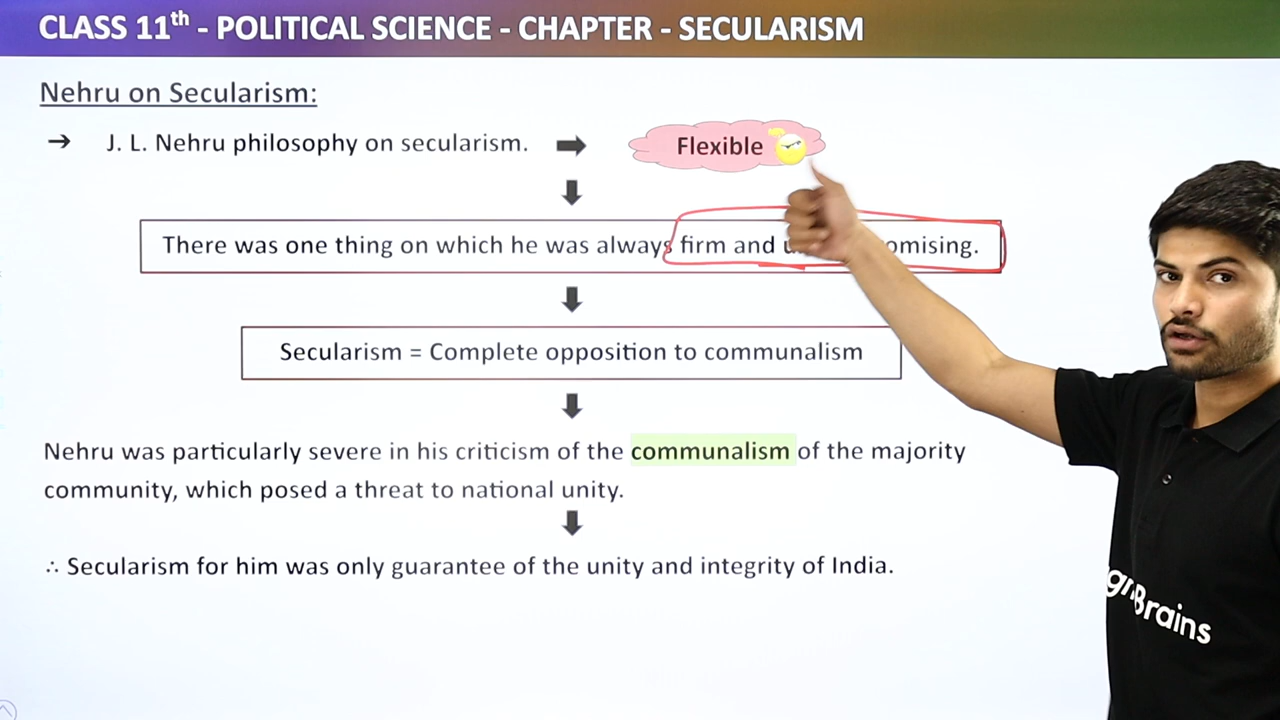 CLASS 11th - POLITICAL SCIENCE - CHAPTER - SECULARISM
Nehru on Secularism:
→ J. L. Nehru philosophy on secularism. Flexible
There was one thing on which he was always firm and
Secularism = Complete opposition to communalism
Nehru was particularly severe in his criticism of the communalism of the majority
community, which posed a threat to national unity.
∴ Secularism for him was only guarantee of the unity and integrity of India.
Brains